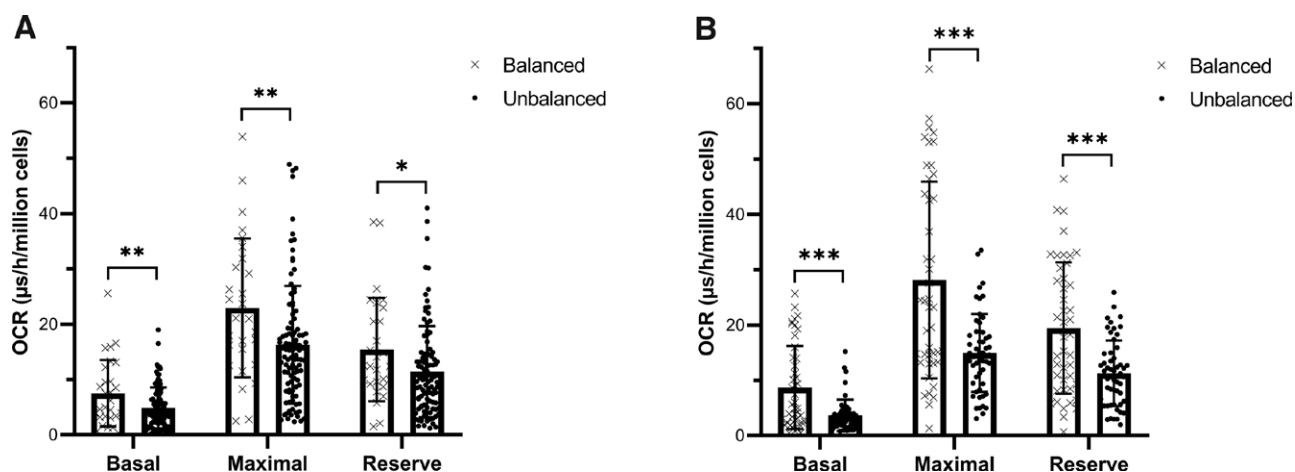 A
OCR (µs/h/million cells)
60
40
20
0
**
**
*
× Balanced
• Unbalanced
Basal Maximal Reserve
B
OCR (µs/h/million cells)
60
40
20
0
***
***
***
× Balanced
• Unbalanced
Basal Maximal Reserve